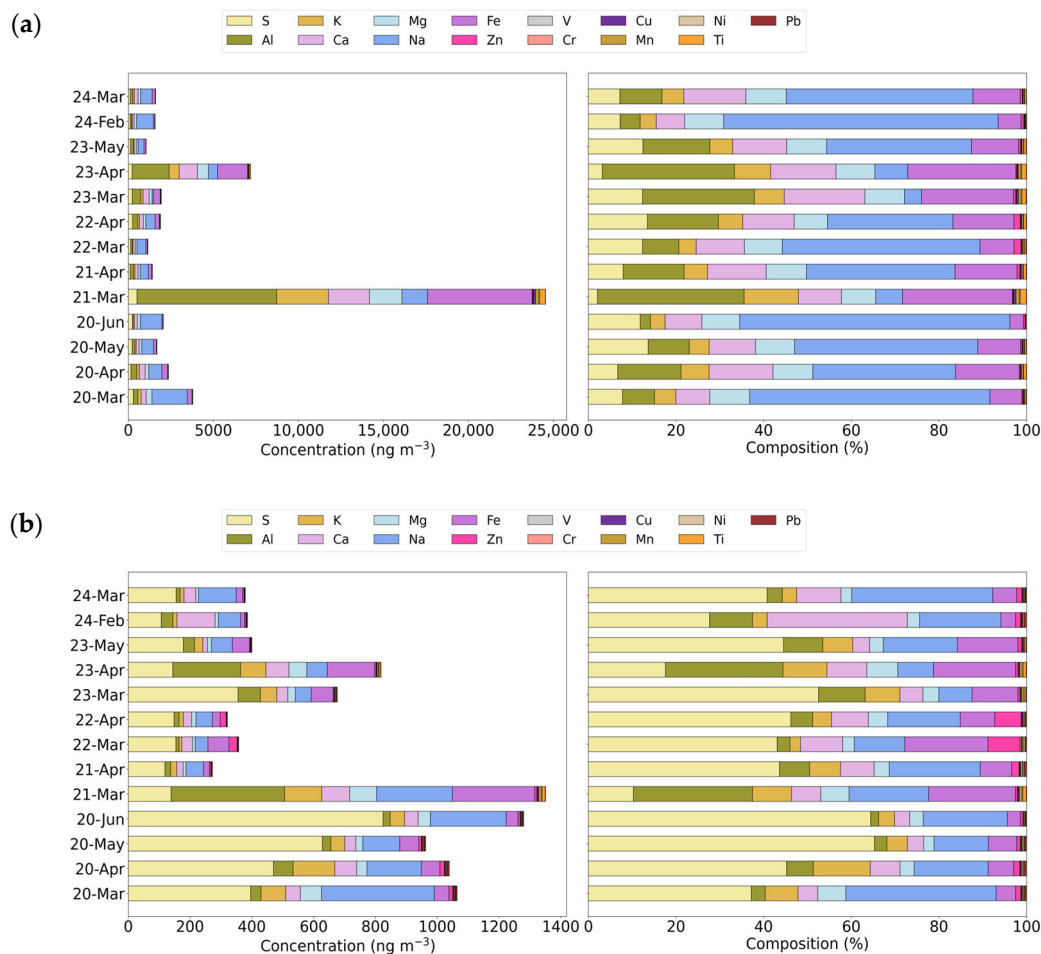 (a)
S K Mg Fe V Cu Ni Pb
Al Ca Na Zn Cr Mn Ti
24-Mar
24-Feb
23-May
23-Apr
23-Mar
22-Apr
22-Mar
21-Apr
21-Mar
20-Jun
20-May
20-Apr
20-Mar
0 5000 10,000 15,000 20,000 25,000
Concentration (ng m⁻³)
0 20 40 60 80 100
Composition (%)
(b)
S K Mg Fe V Cu Ni Pb
Al Ca Na Zn Cr Mn Ti
24-Mar
24-Feb
23-May
23-Apr
23-Mar
22-Apr
22-Mar
21-Apr
21-Mar
20-Jun
20-May
20-Apr
20-Mar
0 200 400 600 800 1000 1200 1400
Concentration (ng m⁻³)
0 20 40 60 80 100
Composition (%)